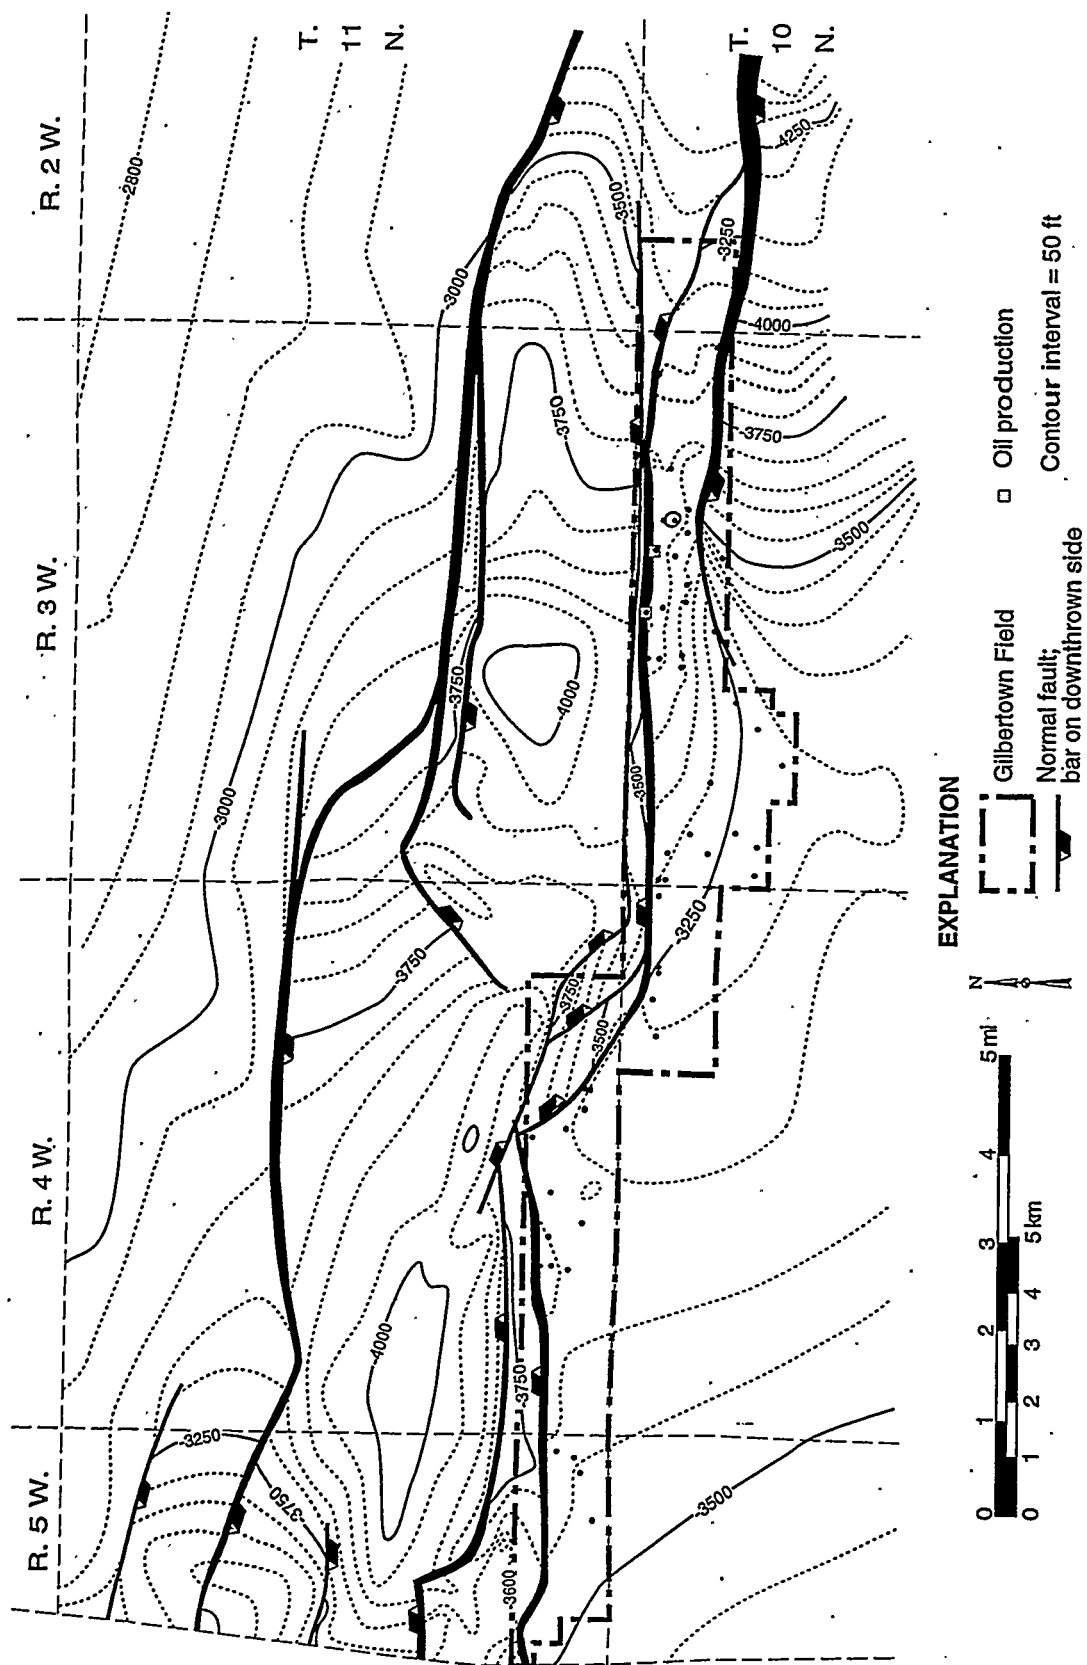 R. 5 W.
R. 4 W.
R. 3 W.
R. 2 W.
T.
11
N.
T.
10
N.
-2800
-3000
-3000
-3250
-3750
-3750
-4000
-3750
-4000
-3750
-3500
-3250
-4250
-4000
-3750
-3500
-3500
-3750
-3500
-3250
-3750
-3600
-3500
EXPLANATION
Gilbertown Field
Normal fault;
bar on downthrown side
Oil production
Contour interval = 50 ft
N
0 1 2 3 4 5 mi
0 1 2 3 4 5 km